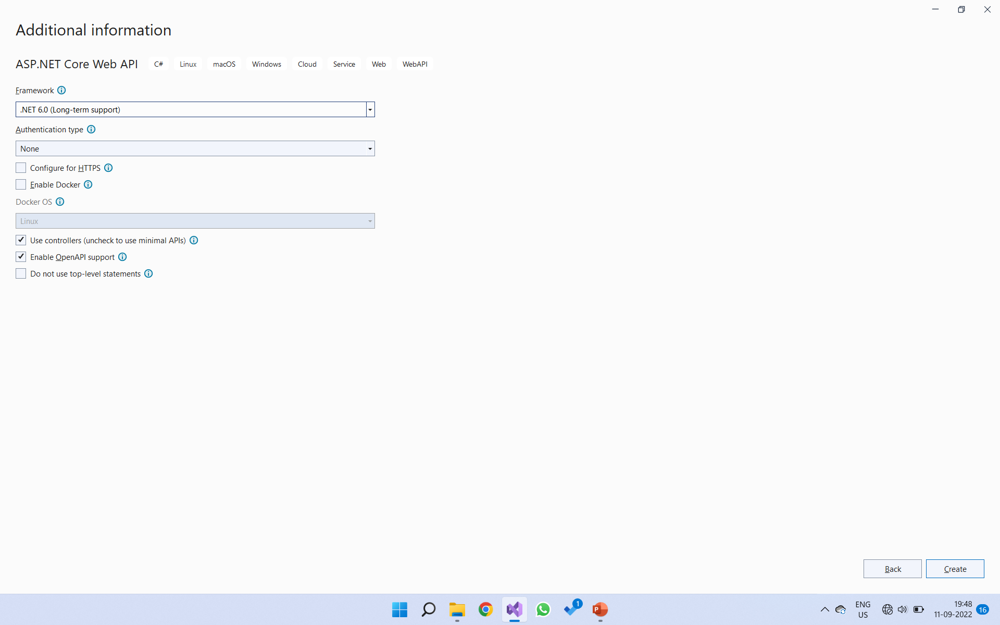 Additional information
ASP.NET Core Web API C# Linux macOS Windows Cloud Service Web WebAPI
Framework
.NET 6.0 (Long-term support)
Authentication type
None
Configure for HTTPS
Enable Docker
Docker OS
Linux
Use controllers (uncheck to use minimal APIs)
Enable OpenAPI support
Do not use top-level statements
Back Create
1
P
ENG
US
19:48
11-09-2022
16